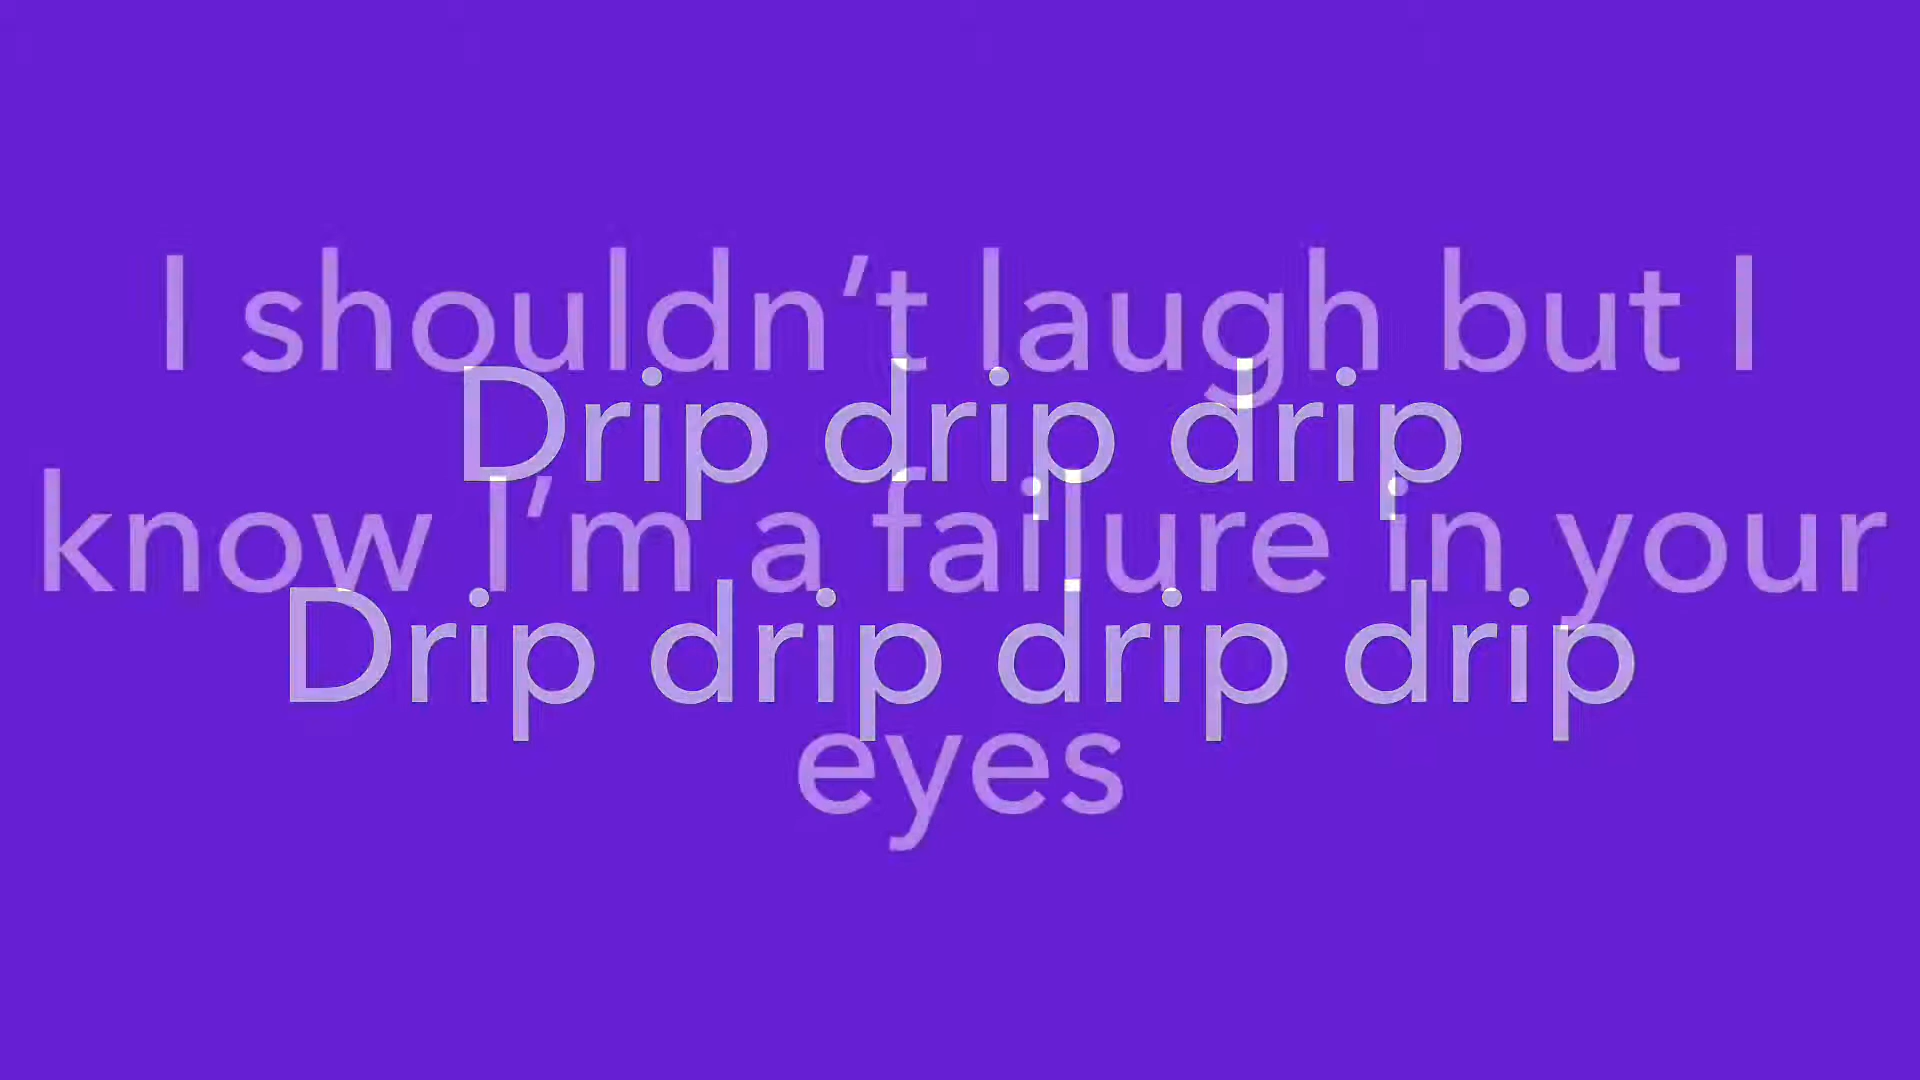 I shouldn’t laugh but I
Drip drip drip
know I’m a failure in your
Drip drip drip drip
eyes